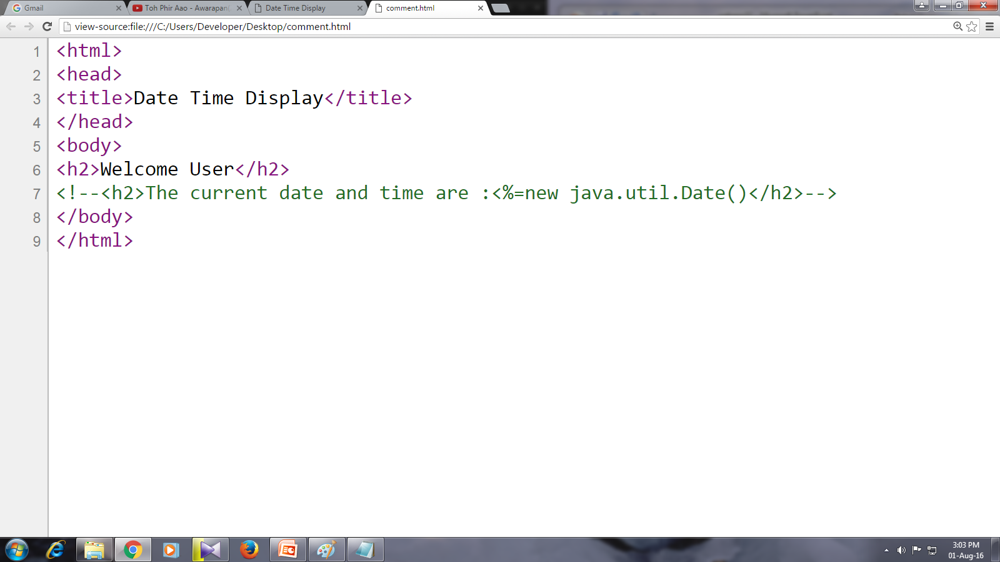 Gmail
Toh Phir Aao - Awarapan(
Date Time Display
comment.html
view-source:file:///C:/Users/Developer/Desktop/comment.html
1 <html>
2 <head>
3 <title>Date Time Display</title>
4 </head>
5 <body>
6 <h2>Welcome User</h2>
7 <!--<h2>The current date and time are :<%=new java.util.Date()</h2>-->
8 </body>
9 </html>
3:03 PM
01-Aug-16